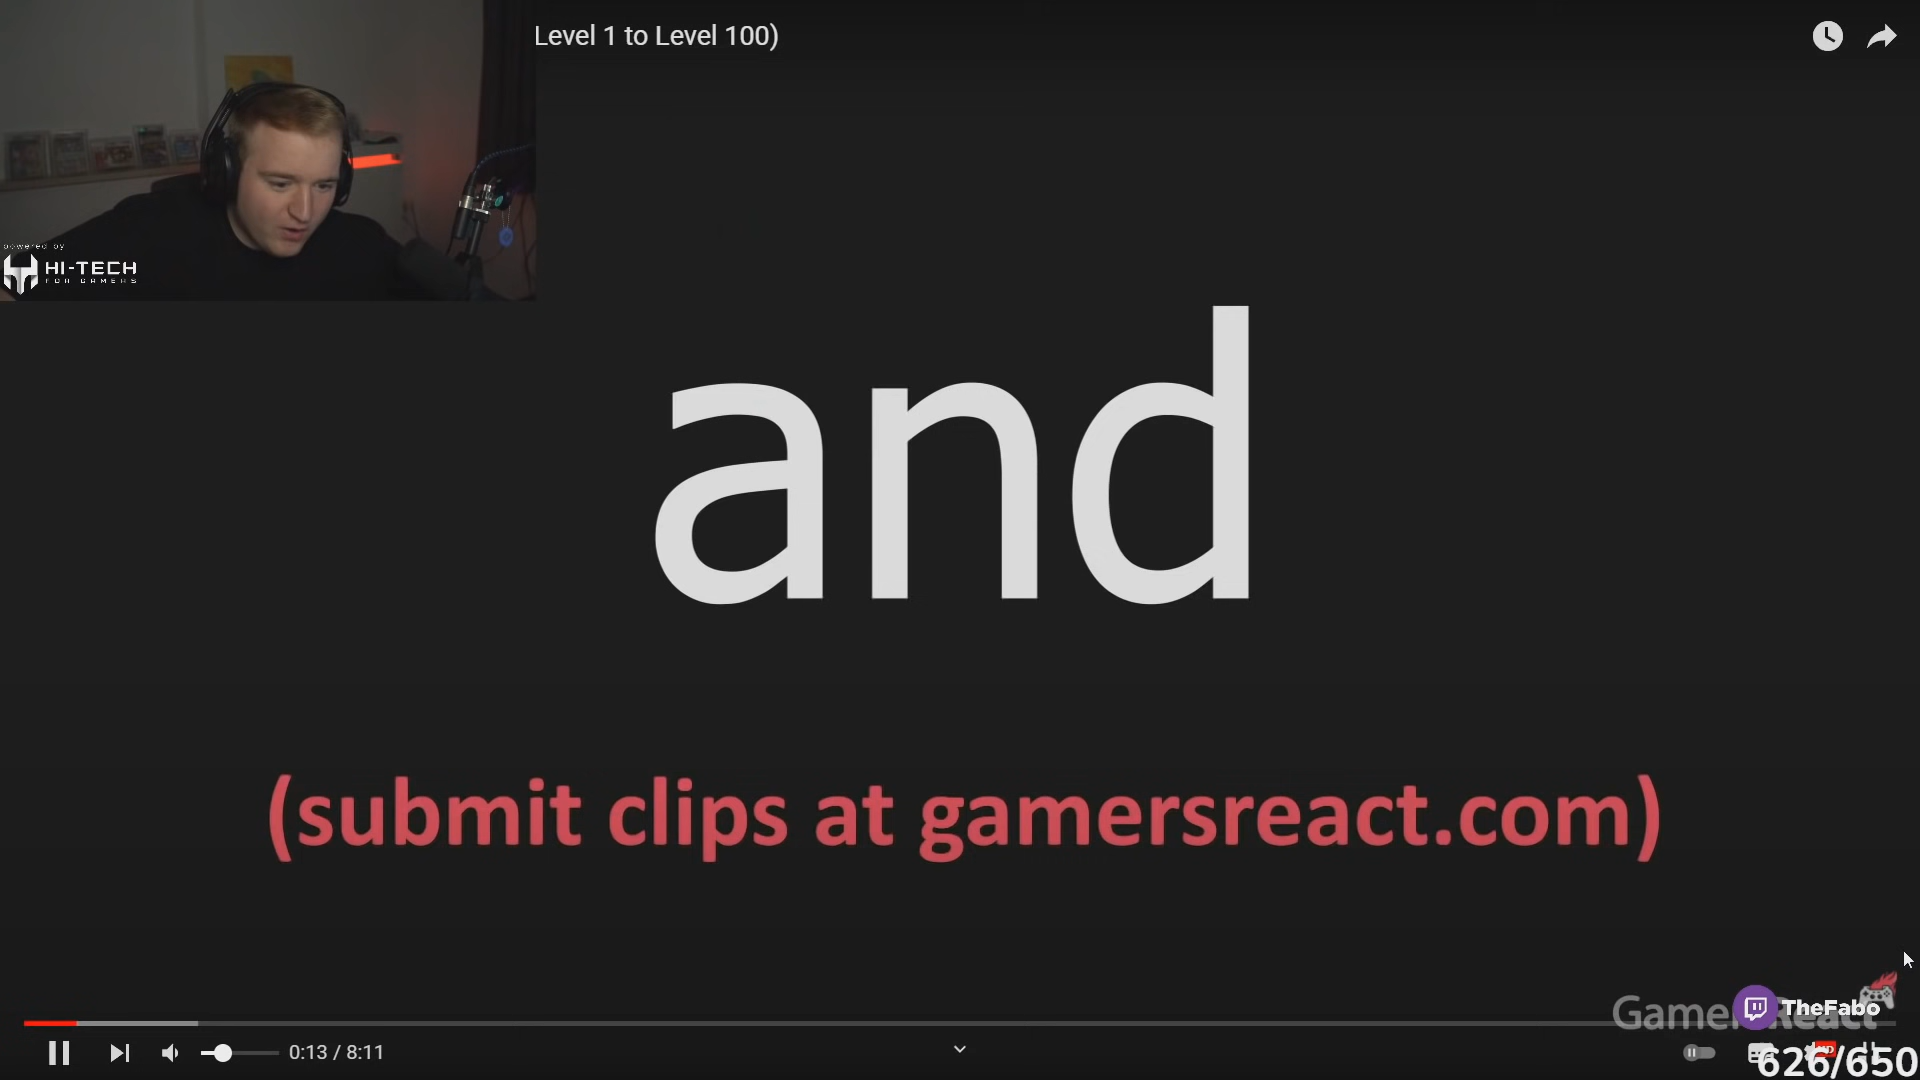 Level 1 to Level 100)
powered by
HI-TECH
FOR GAMERS
and
(submit clips at gamersreact.com)
TheFabo
0:13 / 8:11
626/650